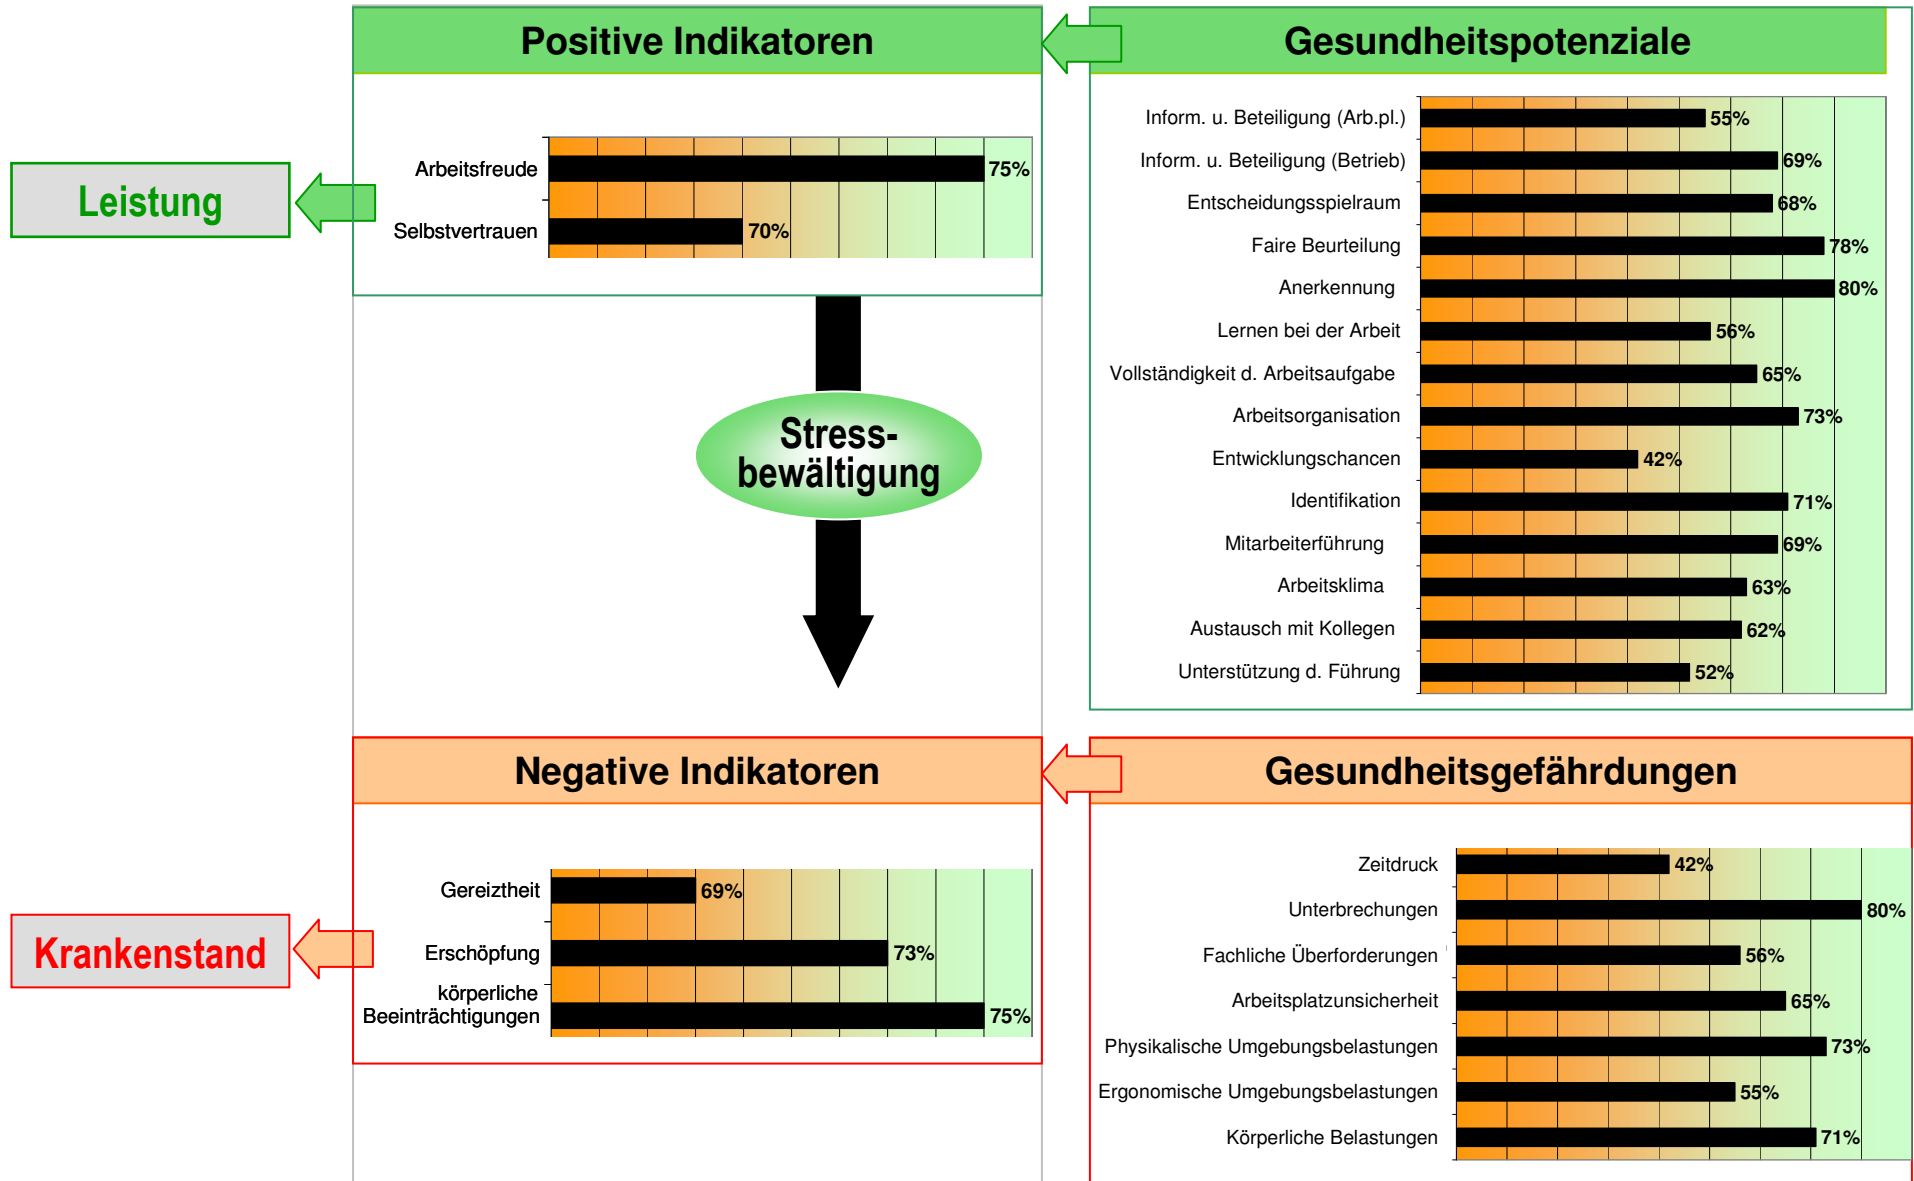 Positive Indikatoren
Arbeitsfreude 75%
Selbstvertrauen 70%
Leistung
Gesundheitspotenziale
Inform. u. Beteiligung (Arb.pl.) 55%
Inform. u. Beteiligung (Betrieb) 69%
Entscheidungsspielraum 68%
Faire Beurteilung 78%
Anerkennung 80%
Lernen bei der Arbeit 56%
Vollständigkeit d. Arbeitsaufgabe 65%
Arbeitsorganisation 73%
Entwicklungschancen 42%
Identifikation 71%
Mitarbeiterführung 69%
Arbeitsklima 63%
Austausch mit Kollegen 62%
Unterstützung d. Führung 52%
Stress-
bewältigung
Negative Indikatoren
Gereiztheit 69%
Erschöpfung 73%
körperliche
Beeinträchtigungen 75%
Krankenstand
Gesundheitsgefährdungen
Zeitdruck 42%
Unterbrechungen 80%
Fachliche Überforderungen 56%
Arbeitsplatzunsicherheit 65%
Physikalische Umgebungsbelastungen 73%
Ergonomische Umgebungsbelastungen 55%
Körperliche Belastungen 71%